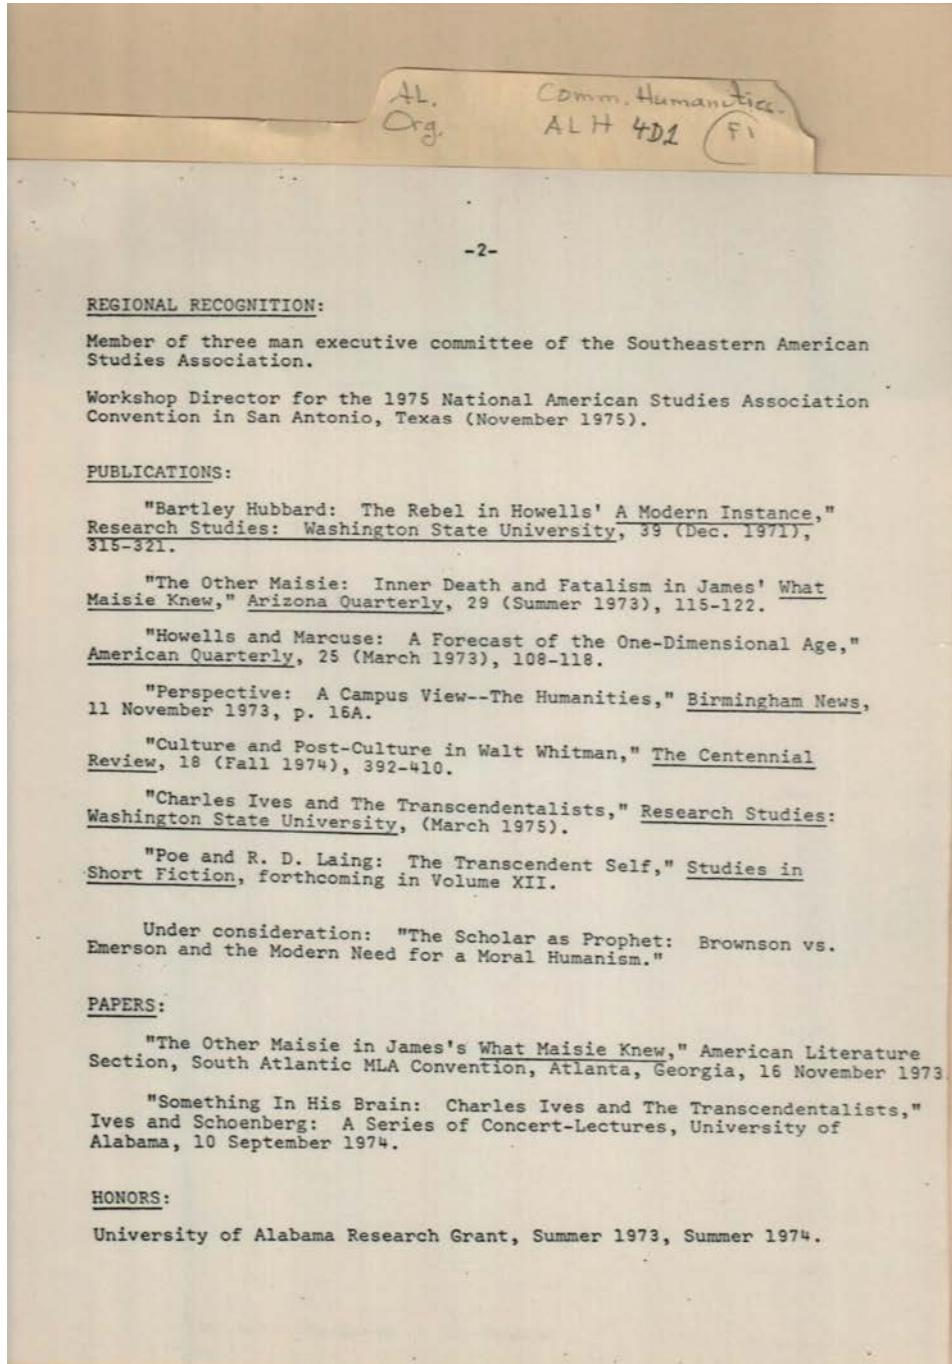 AL.
Org.
Comm. Humanities.
ALH 4D1 F1
-2-
REGIONAL RECOGNITION:
Member of three man executive committee of the Southeastern American
Studies Association.
Workshop Director for the 1975 National American Studies Association
Convention in San Antonio, Texas (November 1975).
PUBLICATIONS:
"Bartley Hubbard: The Rebel in Howells' A Modern Instance,"
Research Studies: Washington State University, 39 (Dec. 1971),
315-321.
"The Other Maisie: Inner Death and Fatalism in James' What
Maisie Knew," Arizona Quarterly, 29 (Summer 1973), 115-122.
"Howells and Marcuse: A Forecast of the One-Dimensional Age,"
American Quarterly, 25 (March 1973), 108-118.
"Perspective: A Campus View--The Humanities," Birmingham News,
11 November 1973, p. 16A.
"Culture and Post-Culture in Walt Whitman," The Centennial
Review, 18 (Fall 1974), 392-410.
"Charles Ives and The Transcendentalists," Research Studies:
Washington State University, (March 1975).
"Poe and R. D. Laing: The Transcendent Self," Studies in
Short Fiction, forthcoming in Volume XII.
Under consideration: "The Scholar as Prophet: Brownson vs.
Emerson and the Modern Need for a Moral Humanism."
PAPERS:
"The Other Maisie in James's What Maisie Knew," American Literature
Section, South Atlantic MLA Convention, Atlanta, Georgia, 16 November 1973.
"Something In His Brain: Charles Ives and The Transcendentalists,"
Ives and Schoenberg: A Series of Concert-Lectures, University of
Alabama, 10 September 1974.
HONORS:
University of Alabama Research Grant, Summer 1973, Summer 1974.